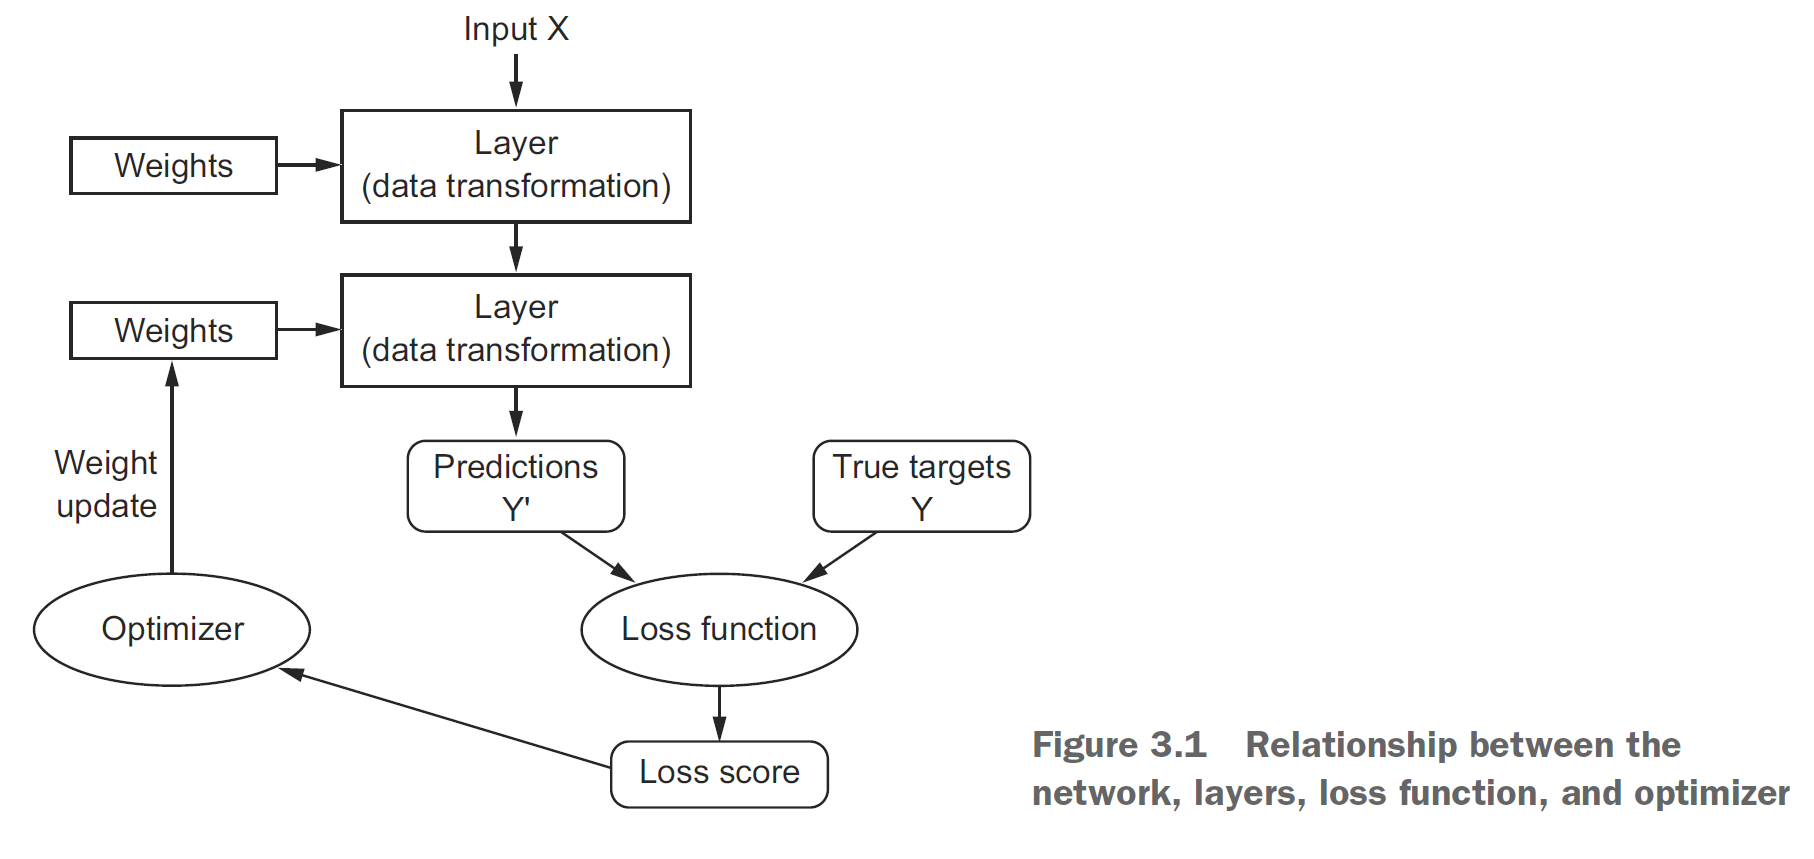 Input X
Weights
Layer
(data transformation)
Weights
Layer
(data transformation)
Weight
update
Predictions
Y'
True targets
Y
Optimizer
Loss function
Loss score
Figure 3.1 Relationship between the
network, layers, loss function, and optimizer